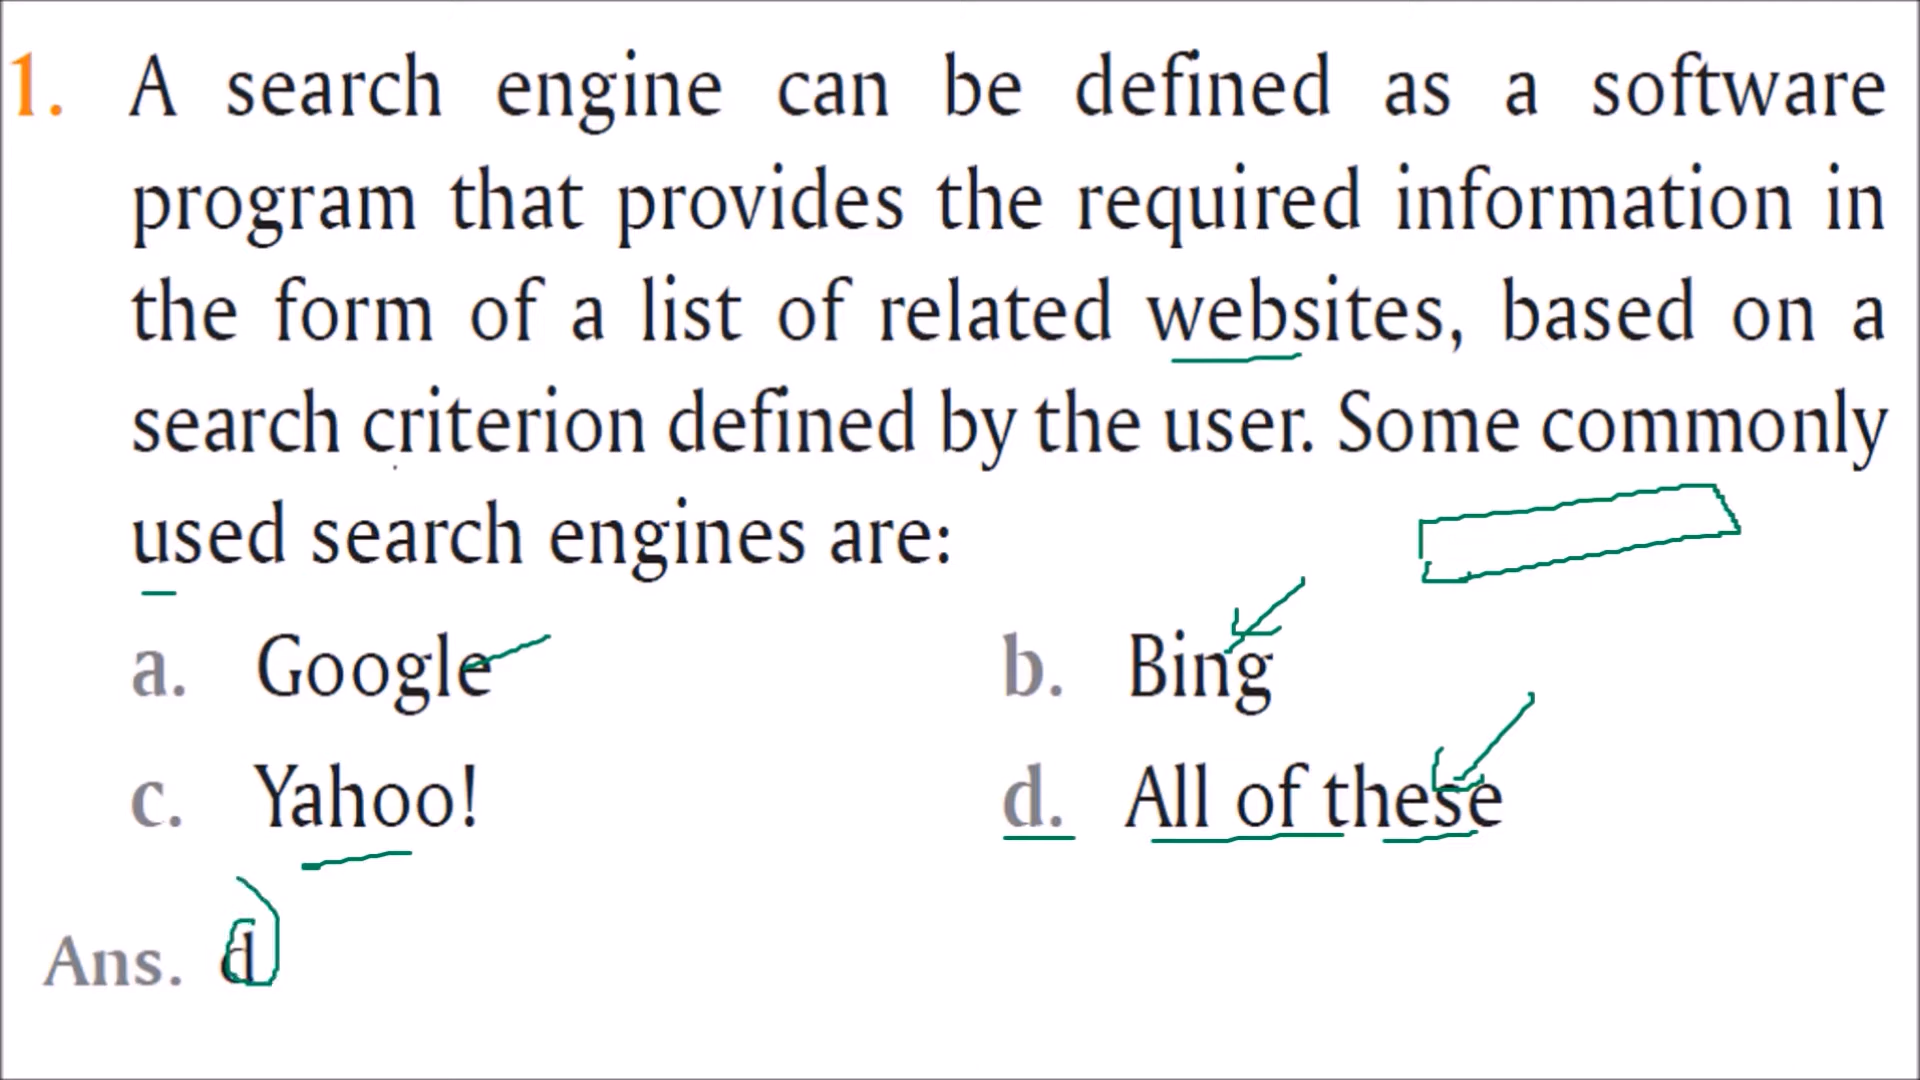 1. A search engine can be defined as a software
program that provides the required information in
the form of a list of related websites, based on a
search criterion defined by the user. Some commonly
used search engines are:
a. Google b. Bing
c. Yahoo! d. All of these
Ans. d